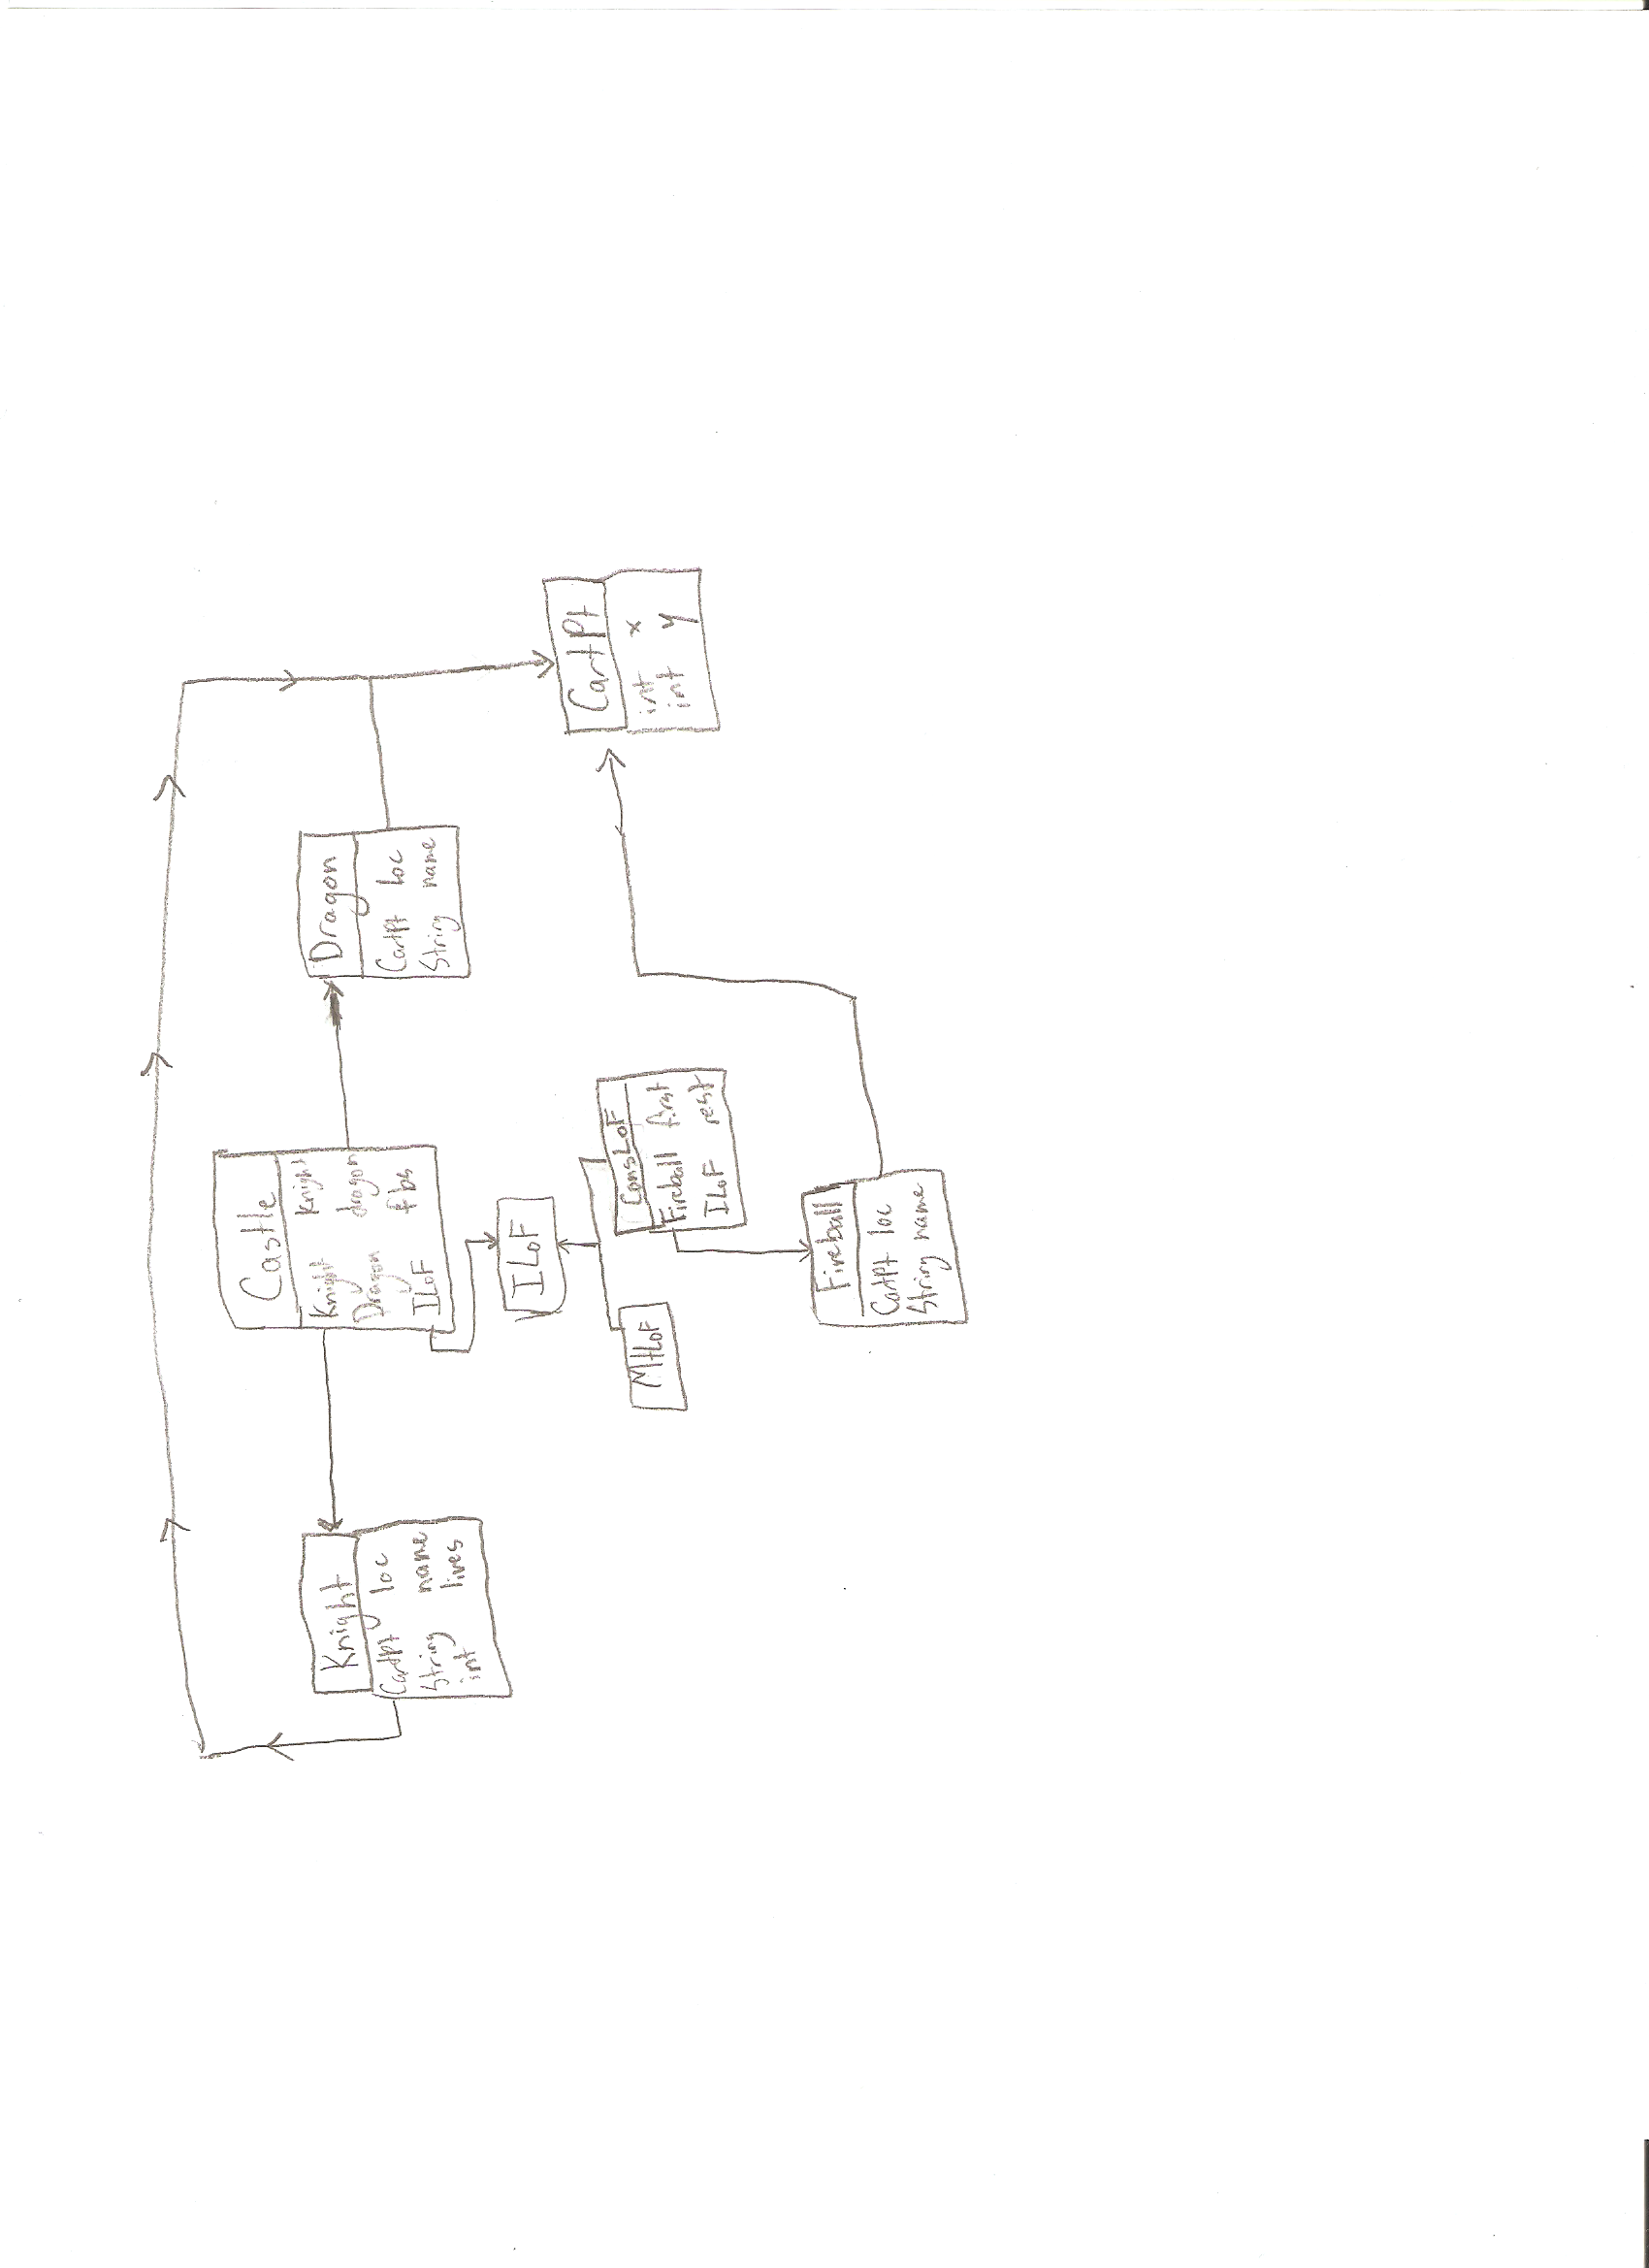 Castle
Knight knight
Dragon dragon
ILoF fbs
Knight
CartPt loc
String name
int lives
Dragon
CartPt loc
String name
ILoF
CartPt
int x
int y
MtLoF
ConsLoF
Fireball first
ILoF rest
Fireball
CartPt loc
String name